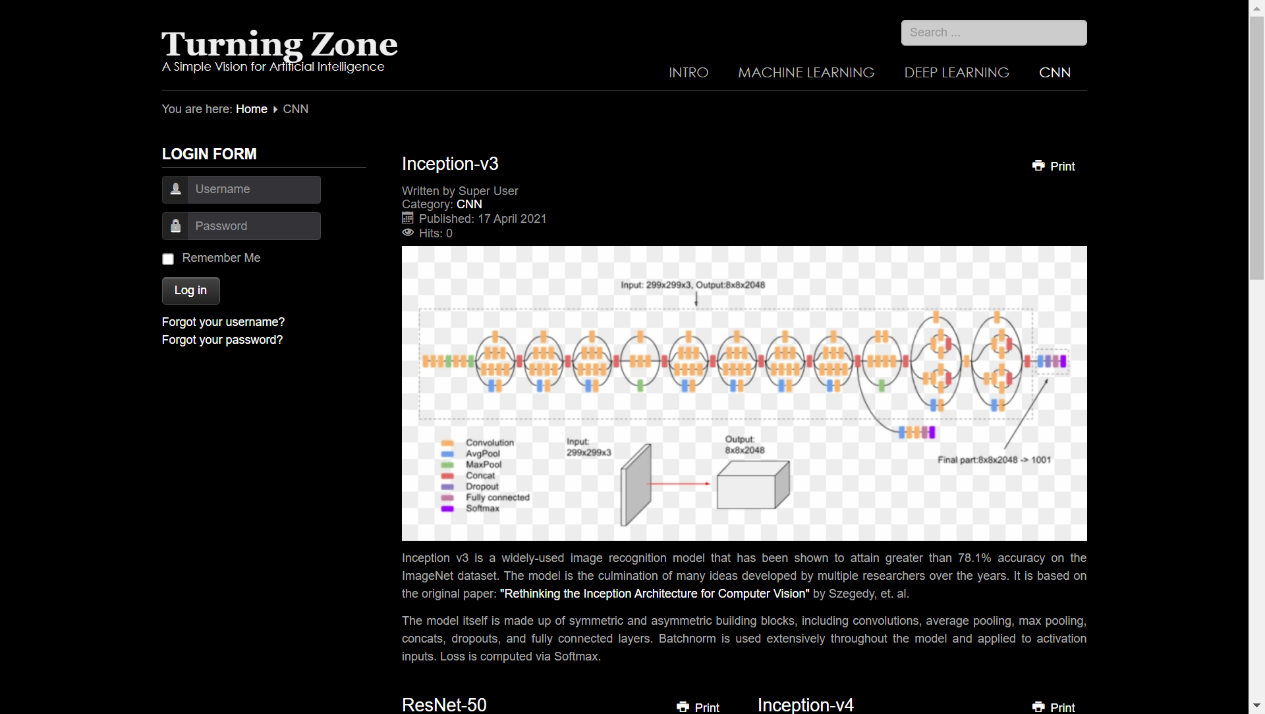 Turning Zone
A Simple Vision for Artificial Intelligence
Search ...
INTRO MACHINE LEARNING DEEP LEARNING CNN
You are here: Home CNN
LOGIN FORM
Username
Password
Remember Me
Log in
Forgot your username?
Forgot your password?
Inception-v3
Print
Written by Super User
Category: CNN
Published: 17 April 2021
Hits: 0
Input: 299x299x3, Output:8x8x2048
Convolution
AvgPool
MaxPool
Concat
Dropout
Fully connected
Softmax
Input:
299x299x3
Output:
8x8x2048
Final part:8x8x2048 -> 1001
Inception v3 is a widely-used image recognition model that has been shown to attain greater than 78.1% accuracy on the
ImageNet dataset. The model is the culmination of many ideas developed by multiple researchers over the years. It is based on
the original paper: "Rethinking the Inception Architecture for Computer Vision" by Szegedy, et. al.
The model itself is made up of symmetric and asymmetric building blocks, including convolutions, average pooling, max pooling,
concats, dropouts, and fully connected layers. Batchnorm is used extensively throughout the model and applied to activation
inputs. Loss is computed via Softmax.
ResNet-50
Print
Inception-v4
Print